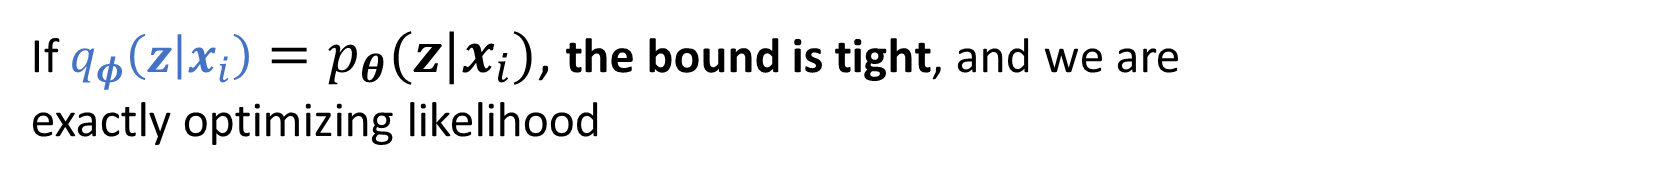 If qϕ(z|xᵢ) = pθ(z|xᵢ), the bound is tight, and we are
exactly optimizing likelihood